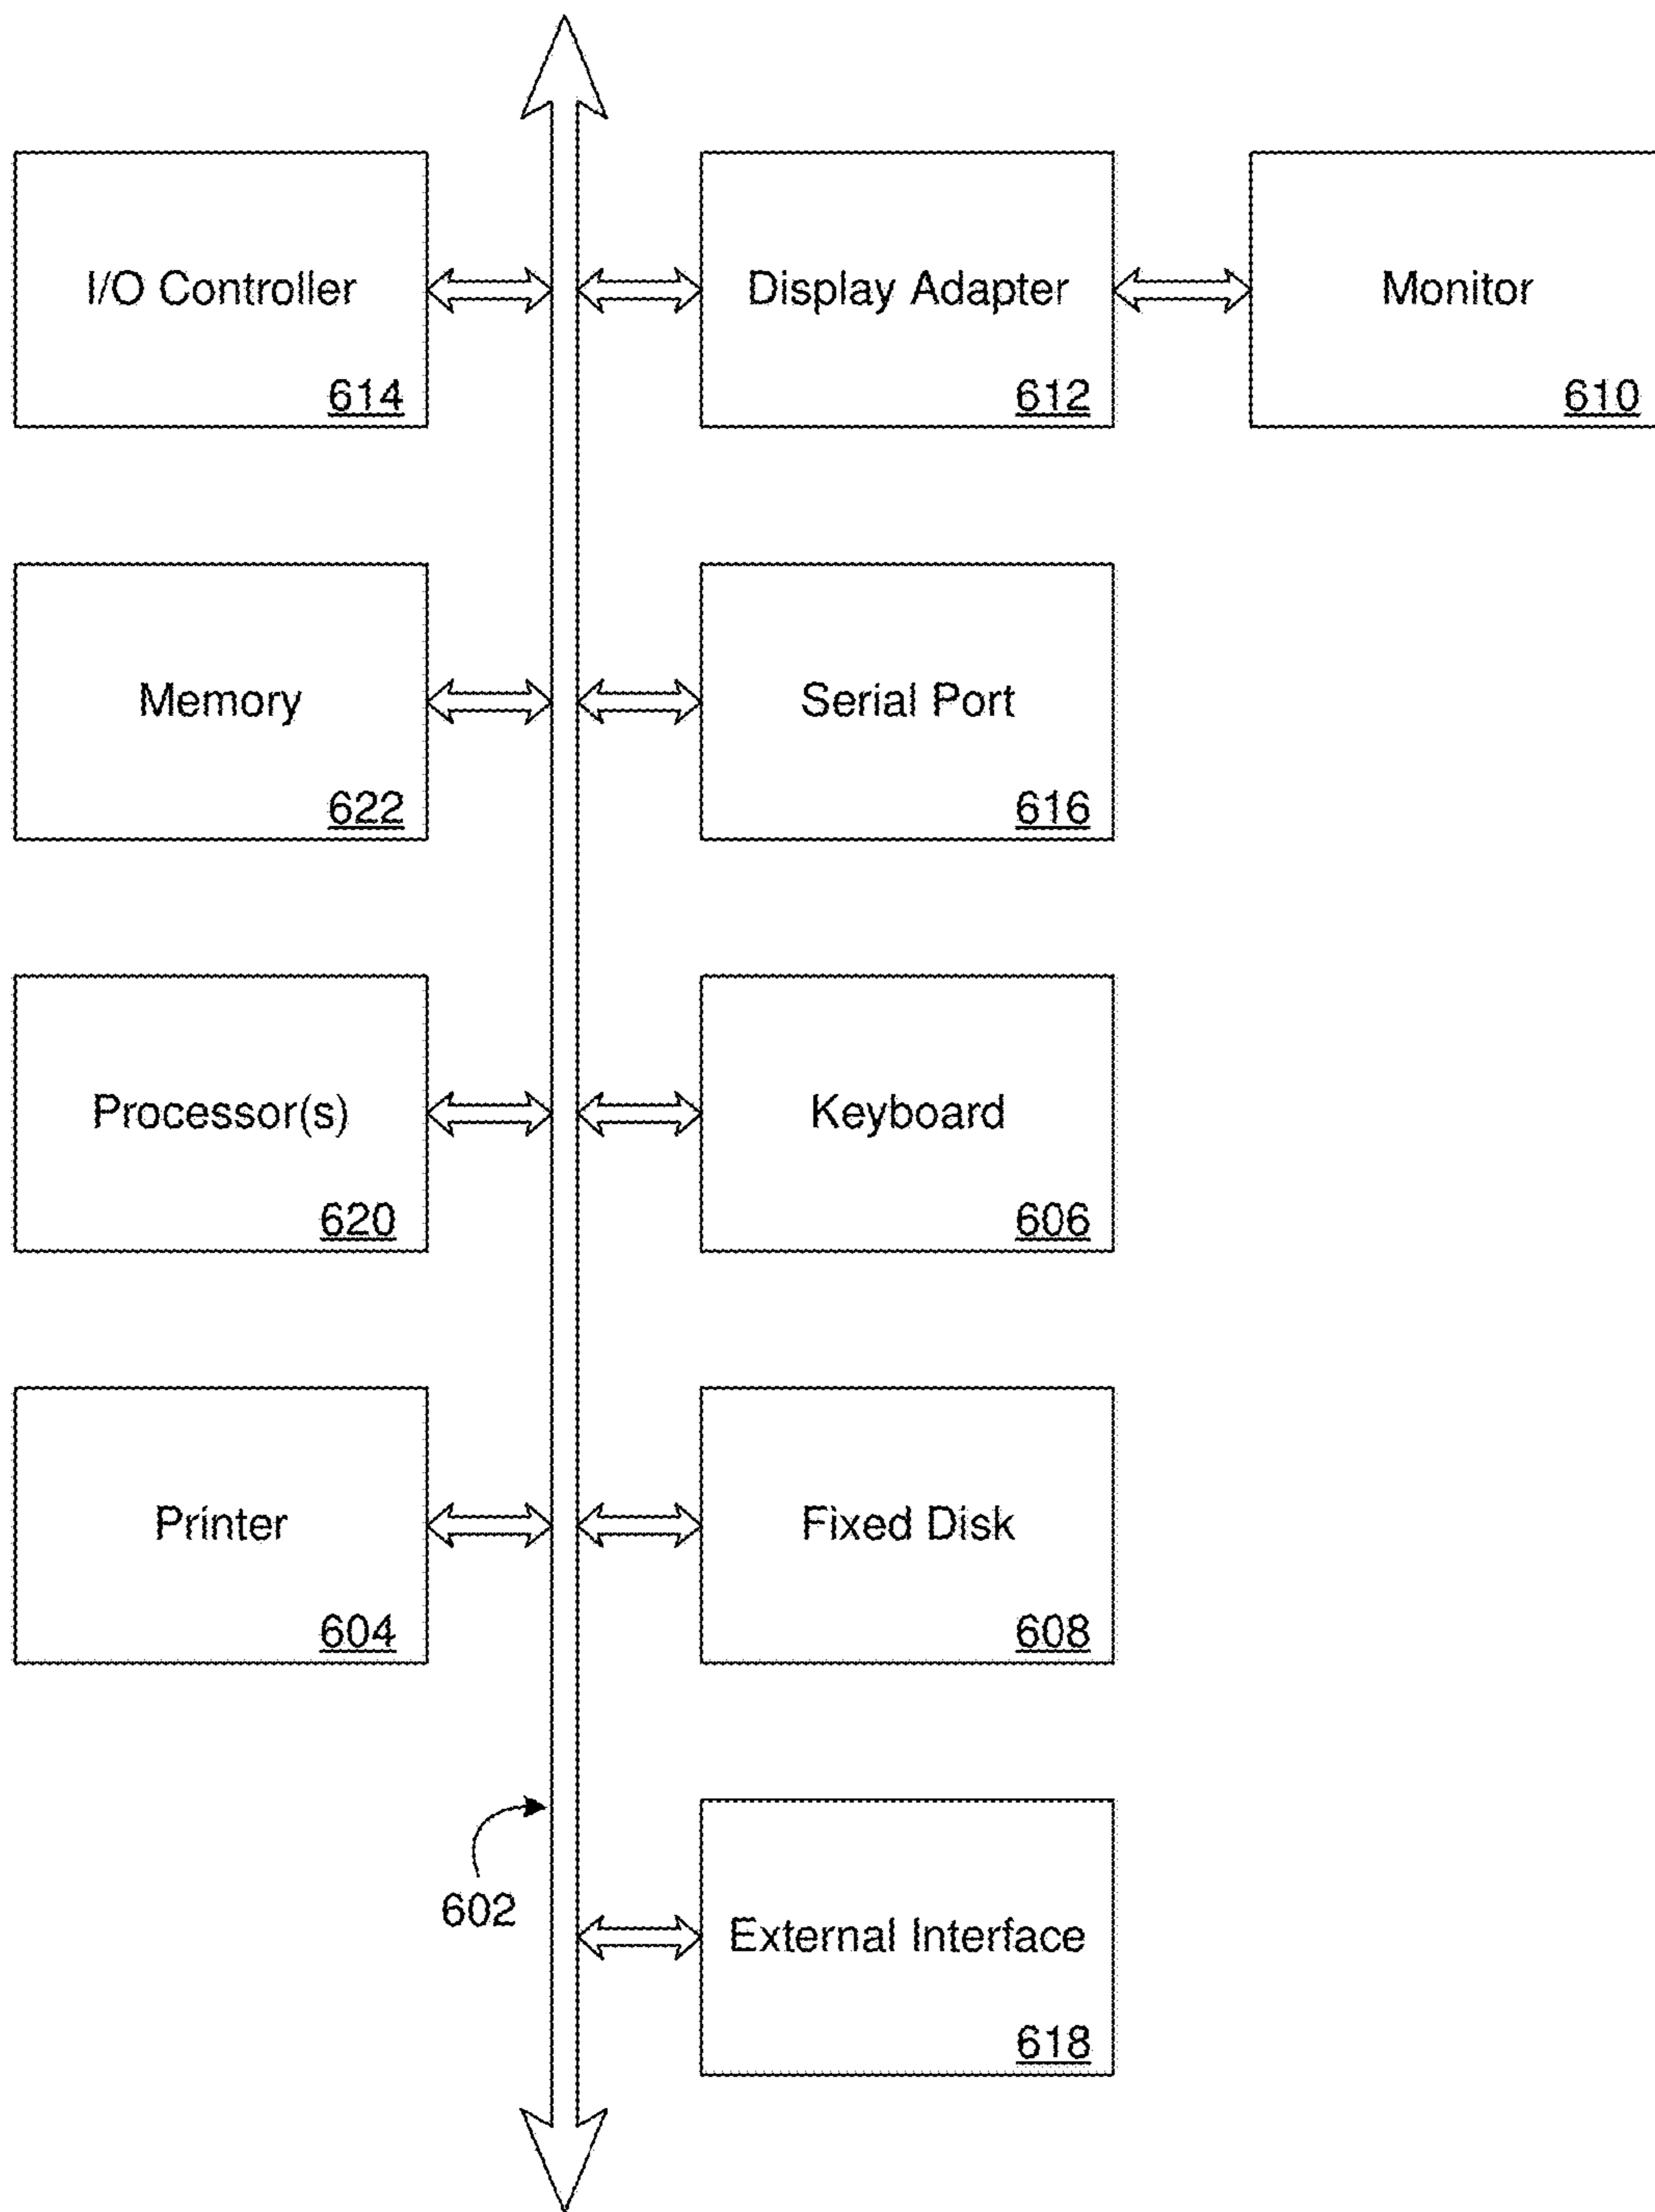 I/O Controller
614
Display Adapter
612
Monitor
610
Memory
622
Serial Port
616
Processor(s)
620
Keyboard
606
Printer
604
Fixed Disk
608
602
External Interface
618